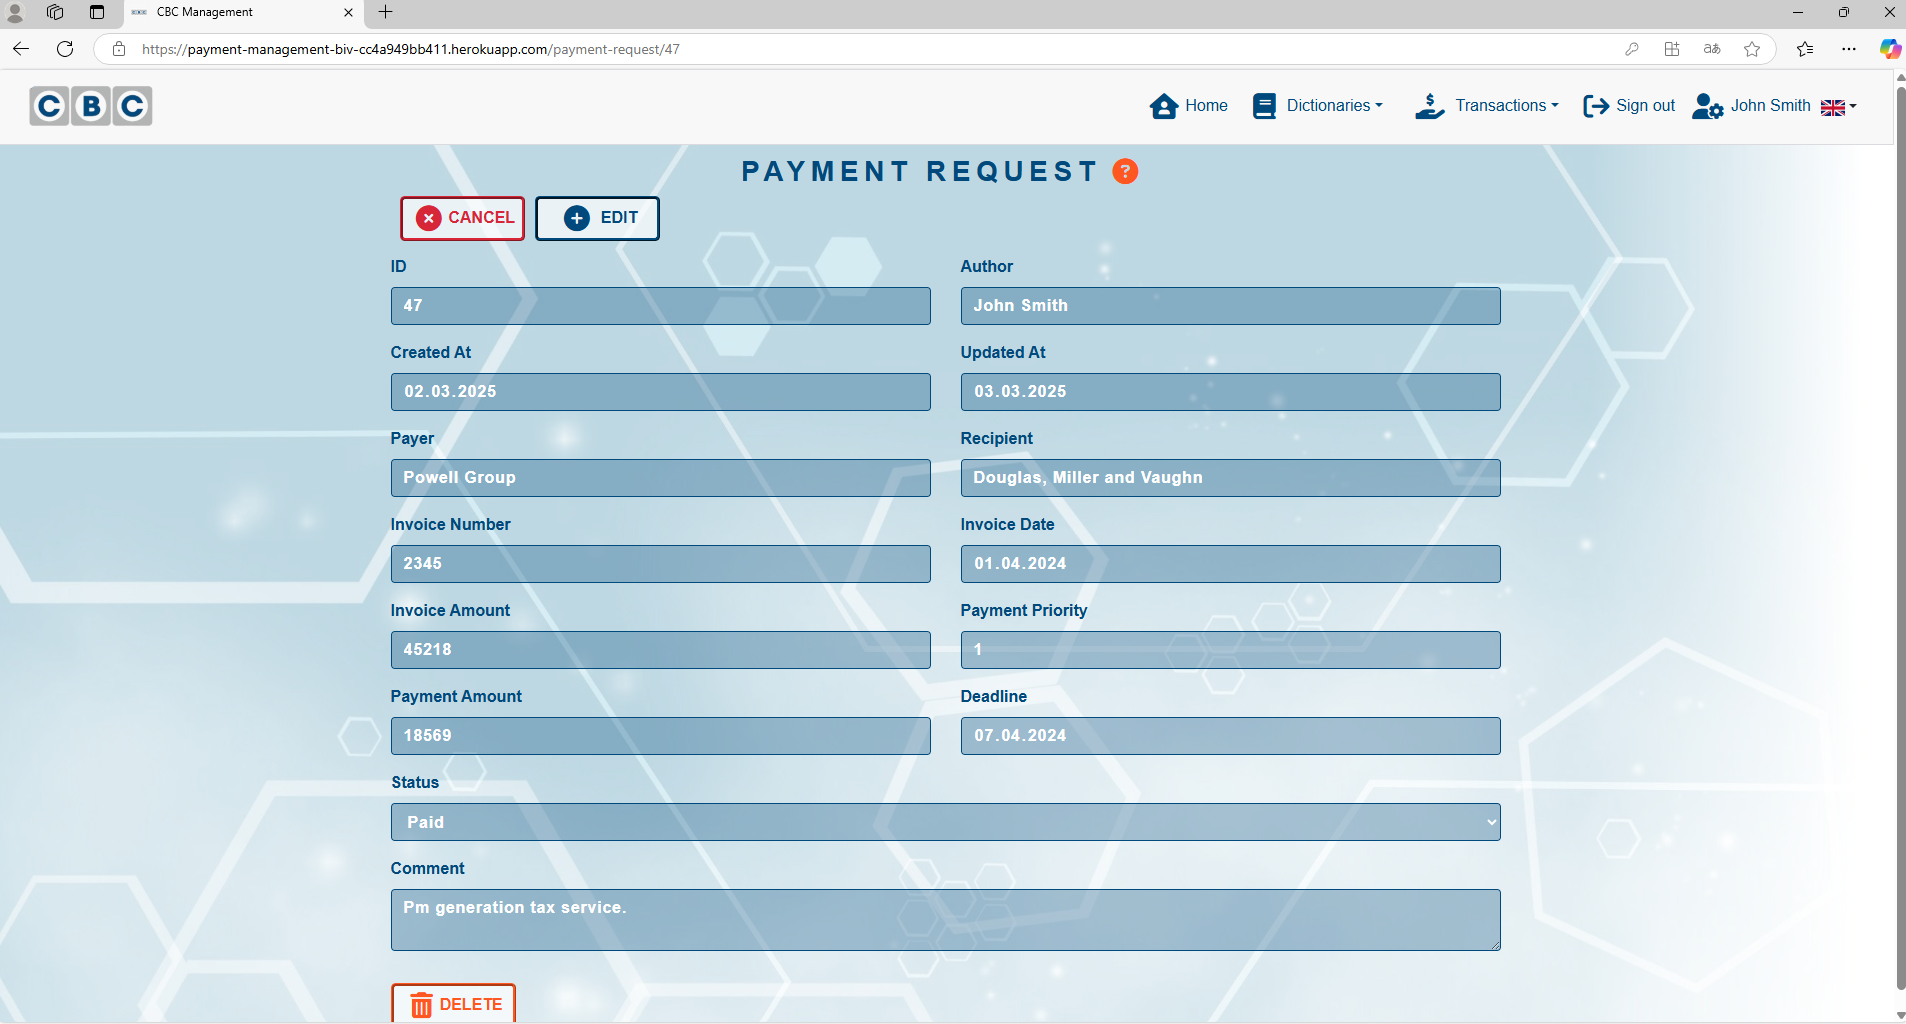 CBC Management
https://payment-management-biv-cc4a949bb411.herokuapp.com/payment-request/47
CBC
Home
Dictionaries
Transactions
Sign out
John Smith
PAYMENT REQUEST ?
CANCEL
EDIT
ID
47
Author
John Smith
Created At
02.03.2025
Updated At
03.03.2025
Payer
Powell Group
Recipient
Douglas, Miller and Vaughn
Invoice Number
2345
Invoice Date
01.04.2024
Invoice Amount
45218
Payment Priority
1
Payment Amount
18569
Deadline
07.04.2024
Status
Paid
Comment
Pm generation tax service.
DELETE